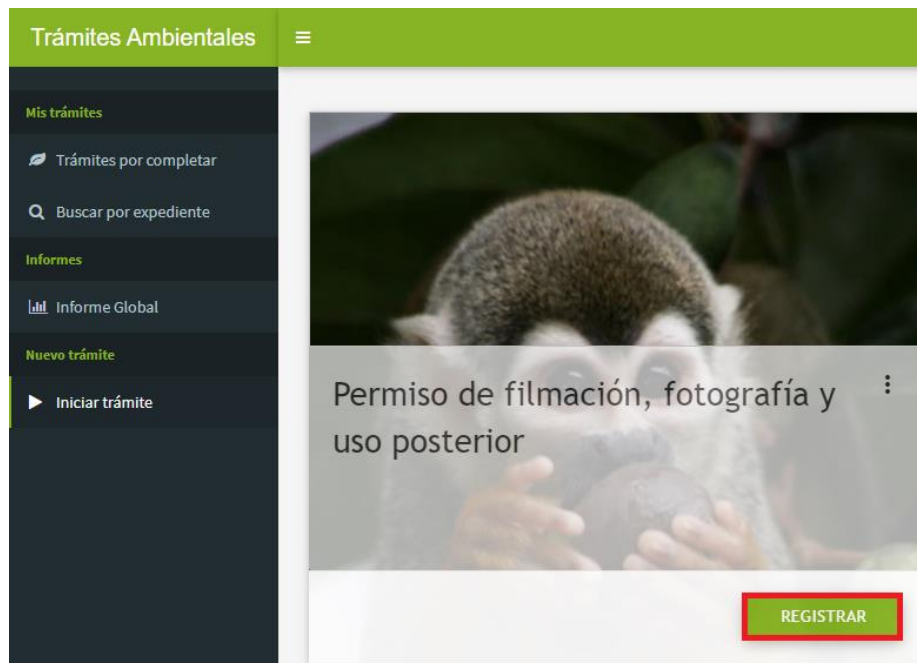 Trámites Ambientales
Mis trámites
Trámites por completar
Buscar por expediente
Informes
Informe Global
Nuevo trámite
Iniciar trámite
Permiso de filmación, fotografía y
uso posterior
REGISTRAR